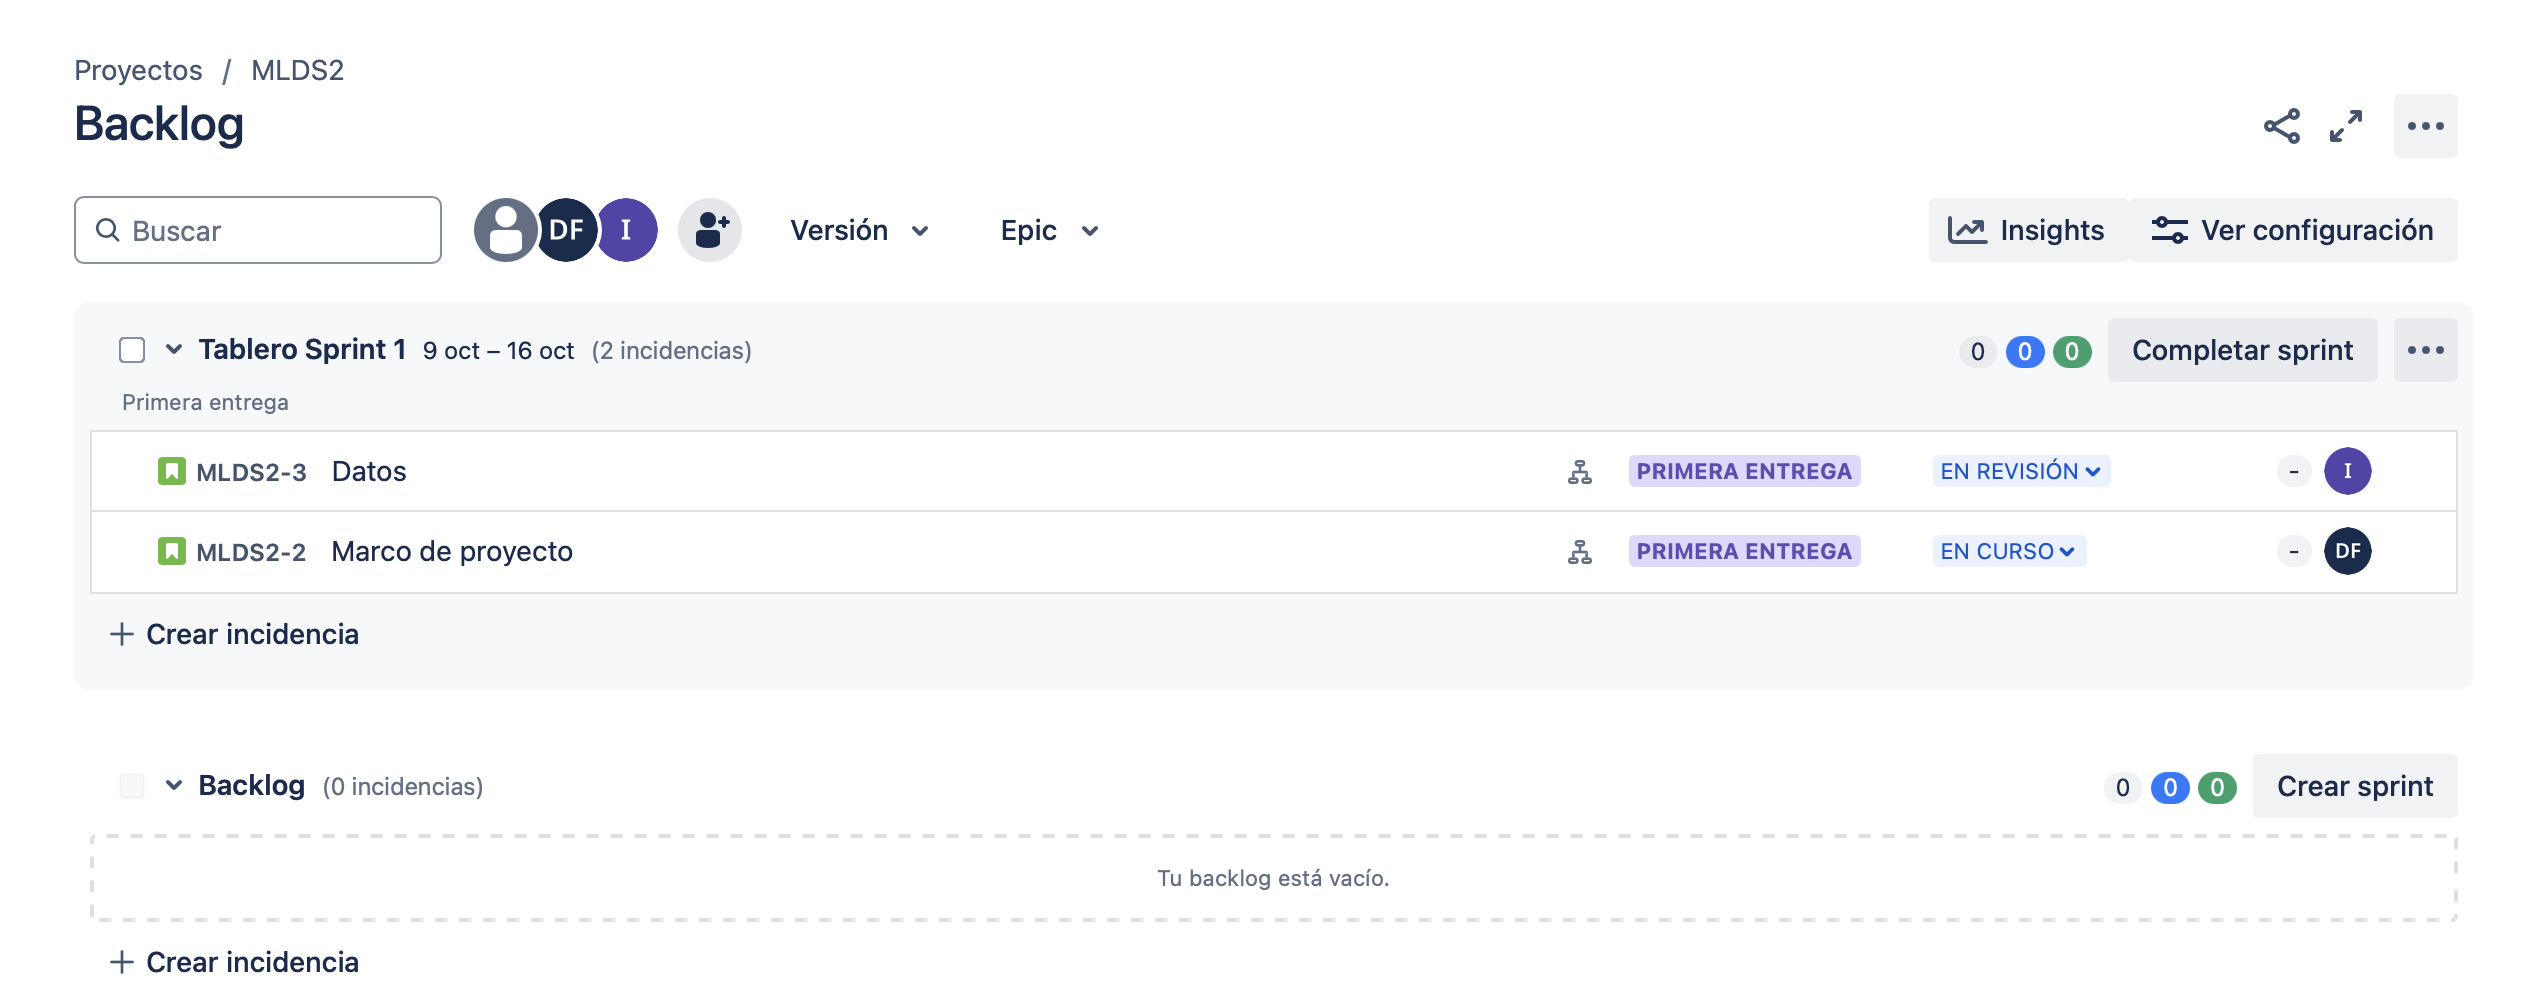 Proyectos / MLDS2
Backlog
Buscar
DF
I
Versión
Epic
Insights
Ver configuración
Tablero Sprint 1 9 oct – 16 oct (2 incidencias)
0 0 0
Completar sprint
Primera entrega
MLDS2-3 Datos PRIMERA ENTREGA EN REVISIÓN - I
MLDS2-2 Marco de proyecto PRIMERA ENTREGA EN CURSO - DF
Crear incidencia
Backlog (0 incidencias)
0 0 0
Crear sprint
Tu backlog está vacío.
Crear incidencia